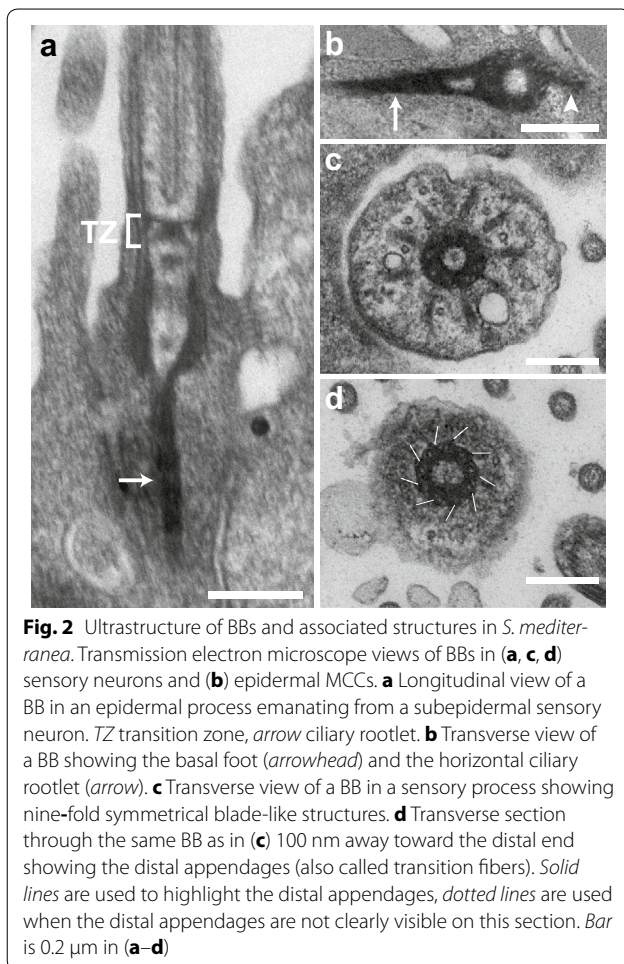 a
b
TZ
c
d
Fig. 2 Ultrastructure of BBs and associated structures in S. mediter-
ranea. Transmission electron microscope views of BBs in (a, c, d)
sensory neurons and (b) epidermal MCCs. a Longitudinal view of a
BB in an epidermal process emanating from a subepidermal sensory
neuron. TZ transition zone, arrow ciliary rootlet. b Transverse view of
a BB showing the basal foot (arrowhead) and the horizontal ciliary
rootlet (arrow). c Transverse view of a BB in a sensory process showing
nine-fold symmetrical blade-like structures. d Transverse section
through the same BB as in (c) 100 nm away toward the distal end
showing the distal appendages (also called transition fibers). Solid
lines are used to highlight the distal appendages, dotted lines are used
when the distal appendages are not clearly visible on this section. Bar
is 0.2 μm in (a–d)